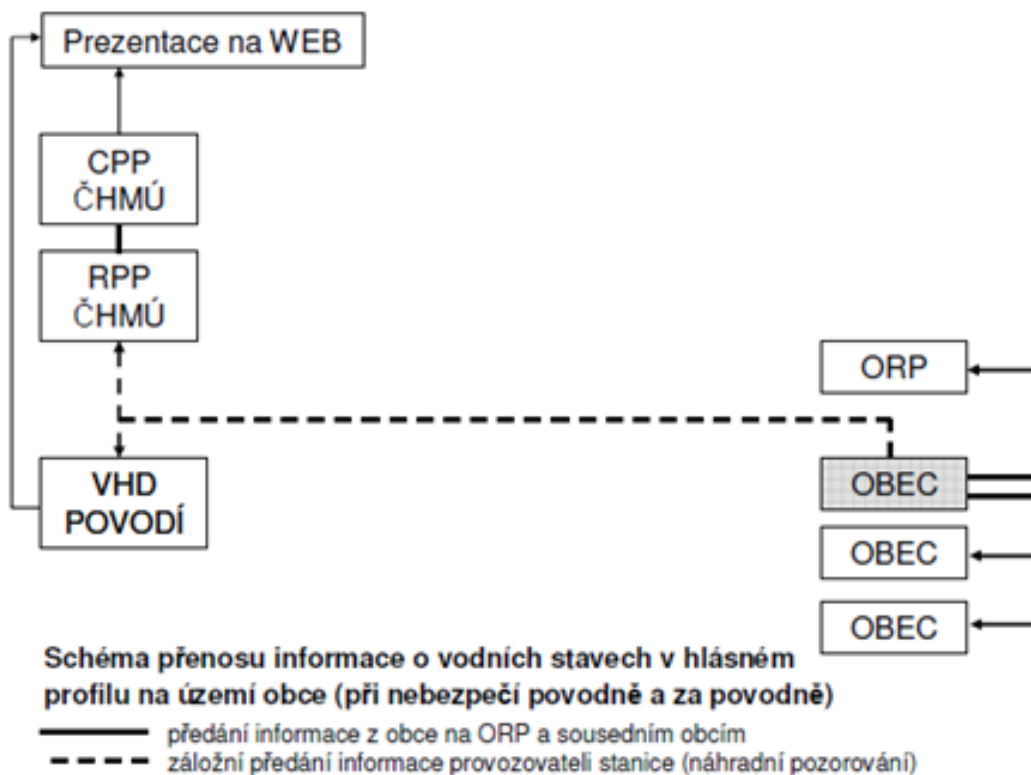 Prezentace na WEB
CPP
ČHMÚ
RPP
ČHMÚ
ORP
VHD
POVODÍ
OBEC
OBEC
OBEC
Schéma přenosu informace o vodních stavech v hlásném
profilu na území obce (při nebezpečí povodně a za povodně)
předání informace z obce na ORP a sousedním obcím
záložní předání informace provozovateli stanice (náhradní pozorování)